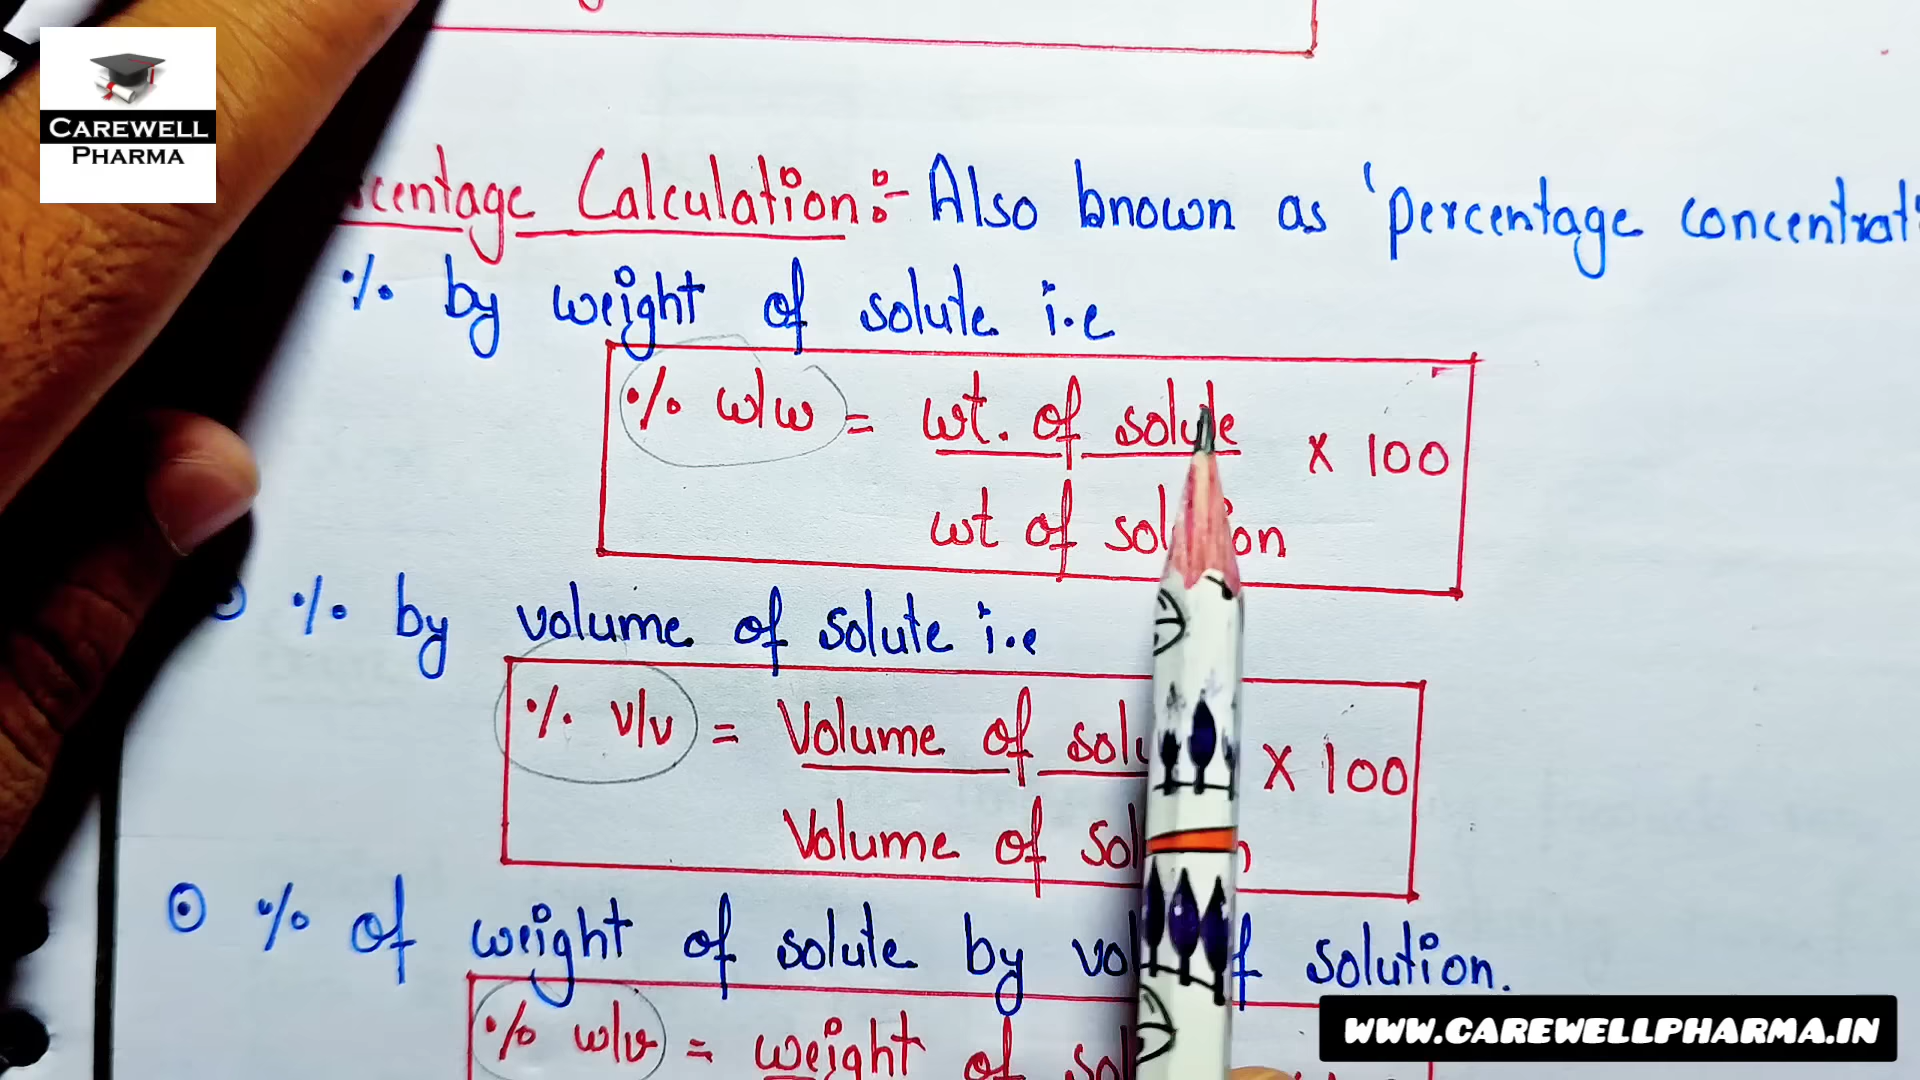 CAREWELL
PHARMA
Calculation:- Also known as 'percentage
% by weight of solute i.e
% w/w = wt. of solute x 100
wt of
% by volume of solute i.e
% v/v = Volume of x 100
Volume of
% of weight of solute by of solution.
% w/v = weight of
WWW.CAREWELLPHARMA.IN